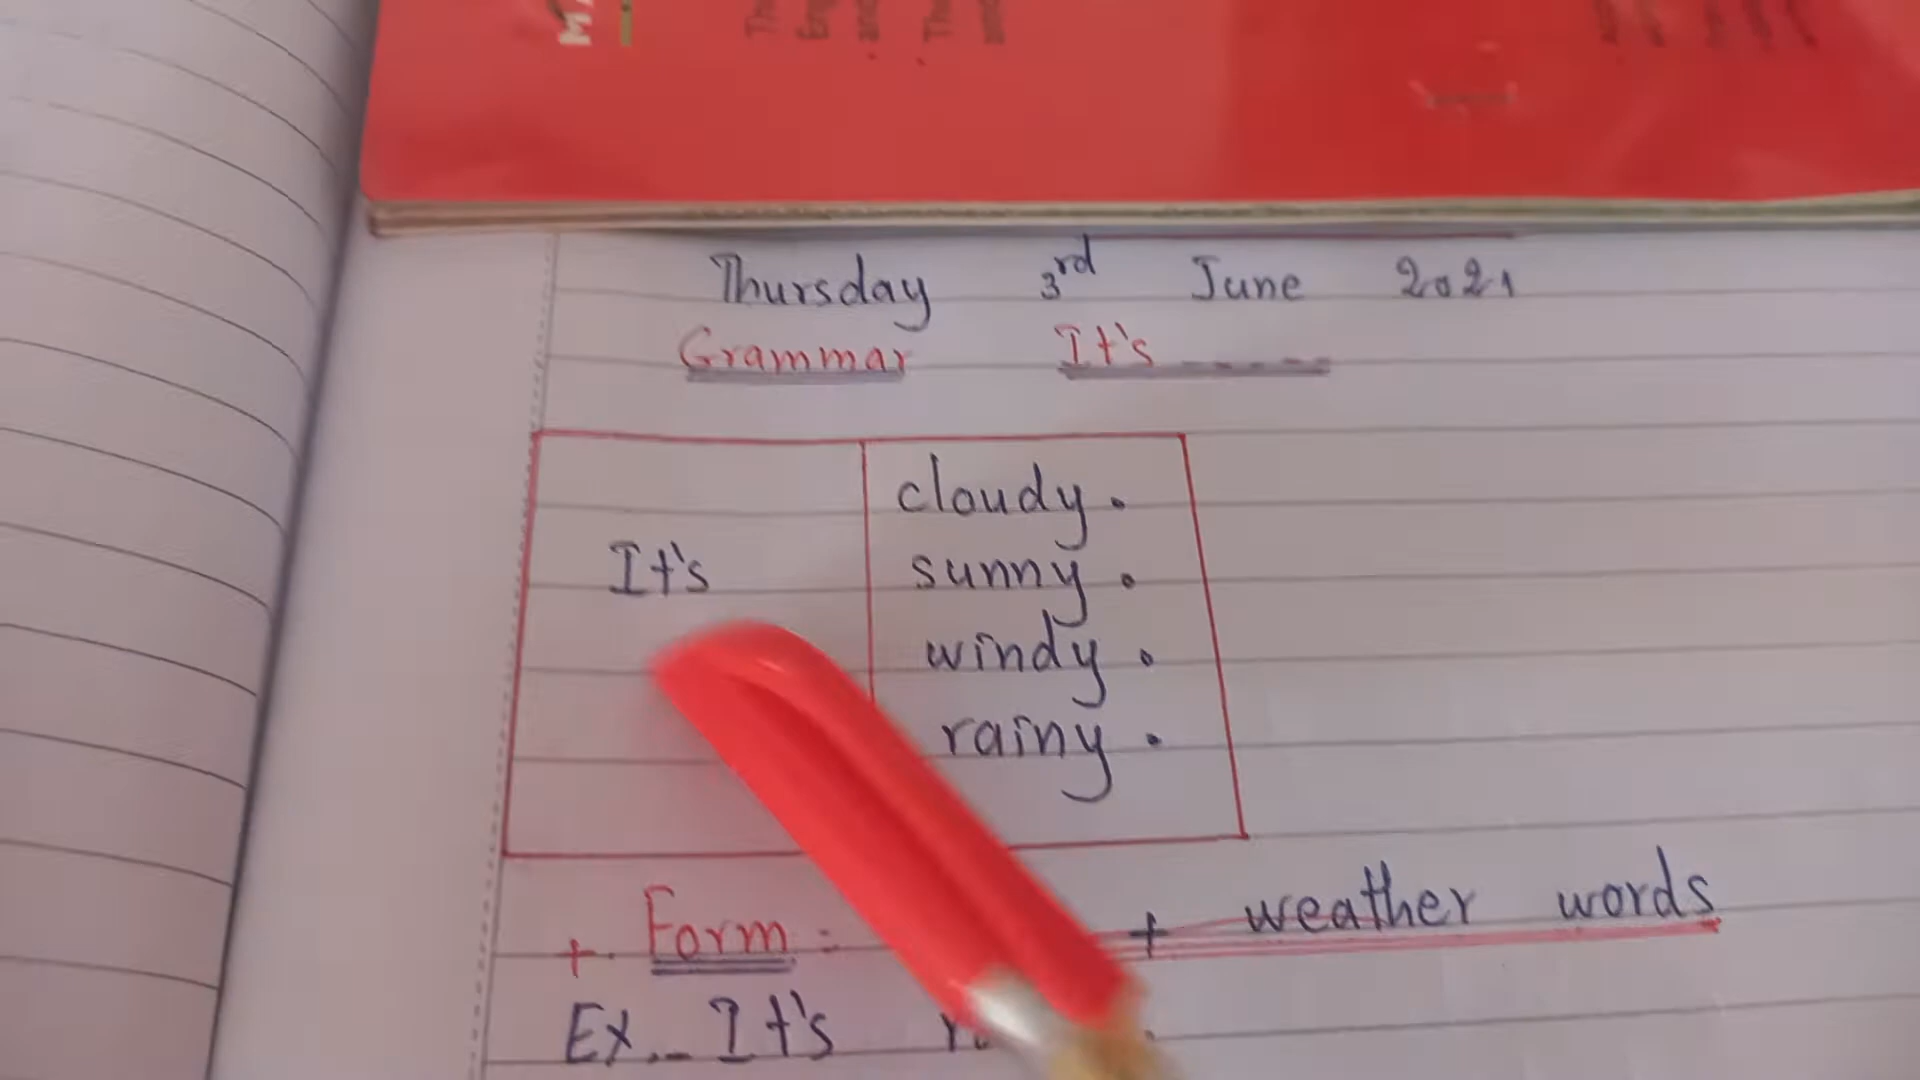 Thursday 3rd June 2021
Grammar It's -----
It's
cloudy.
sunny.
windy.
rainy.
+. Form: + weather words
Ex.. It's